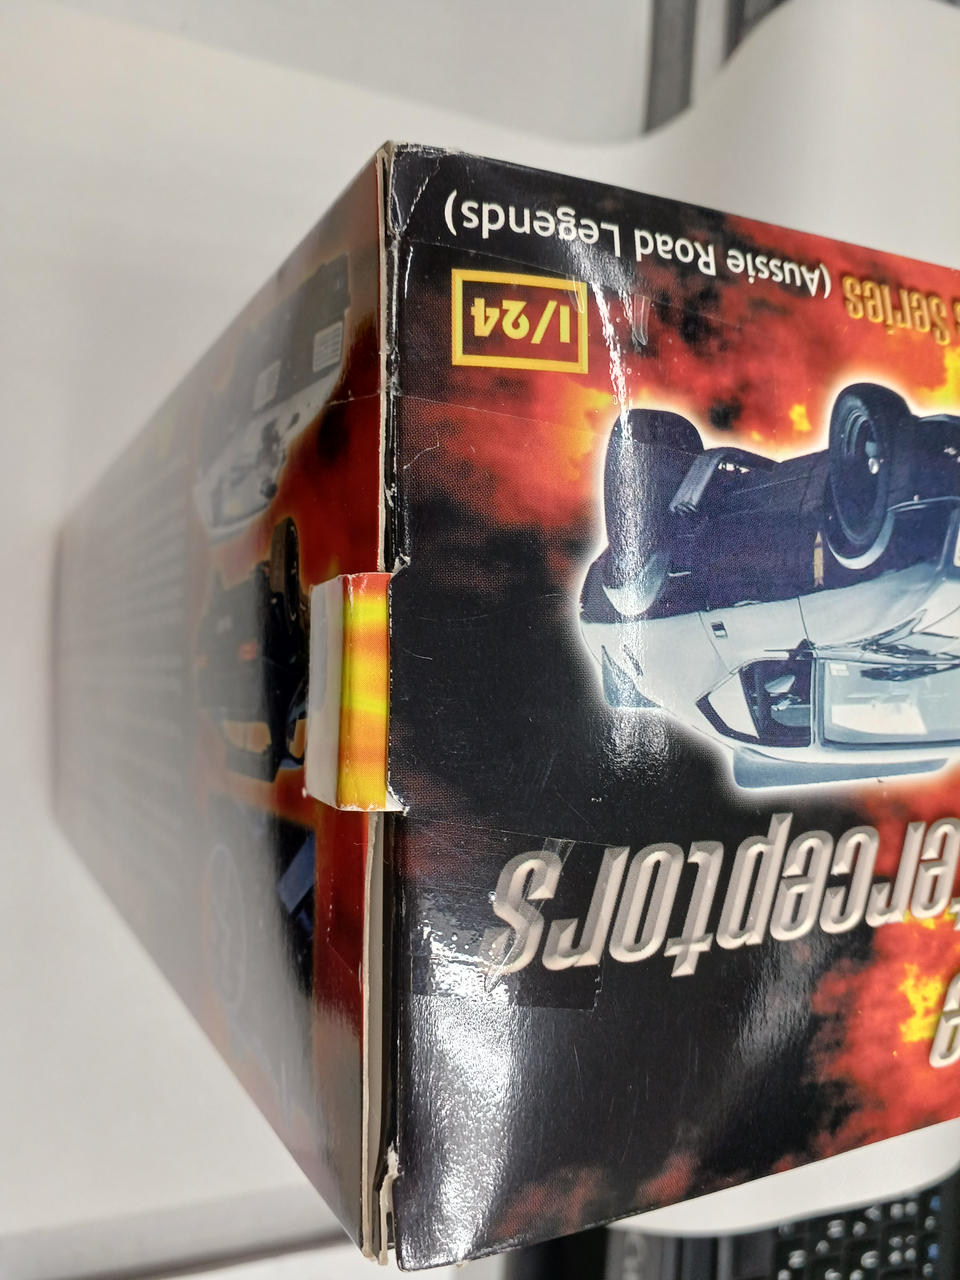 erceptors
1/24
Series (Aussie Road Legends)